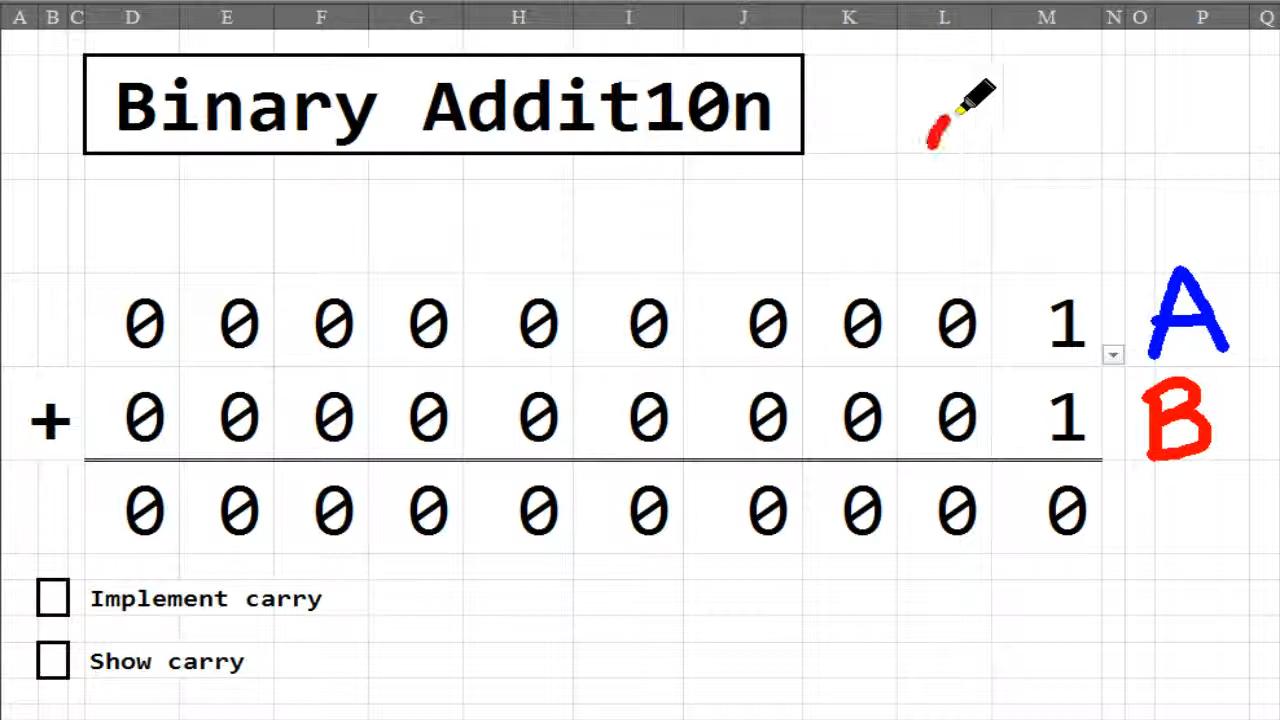 A B C D E F G H I J K L M N O P Q
Binary Addit10n
0 0 0 0 0 0 0 0 0 1 A
+ 0 0 0 0 0 0 0 0 0 1 B
0 0 0 0 0 0 0 0 0 0
Implement carry
Show carry